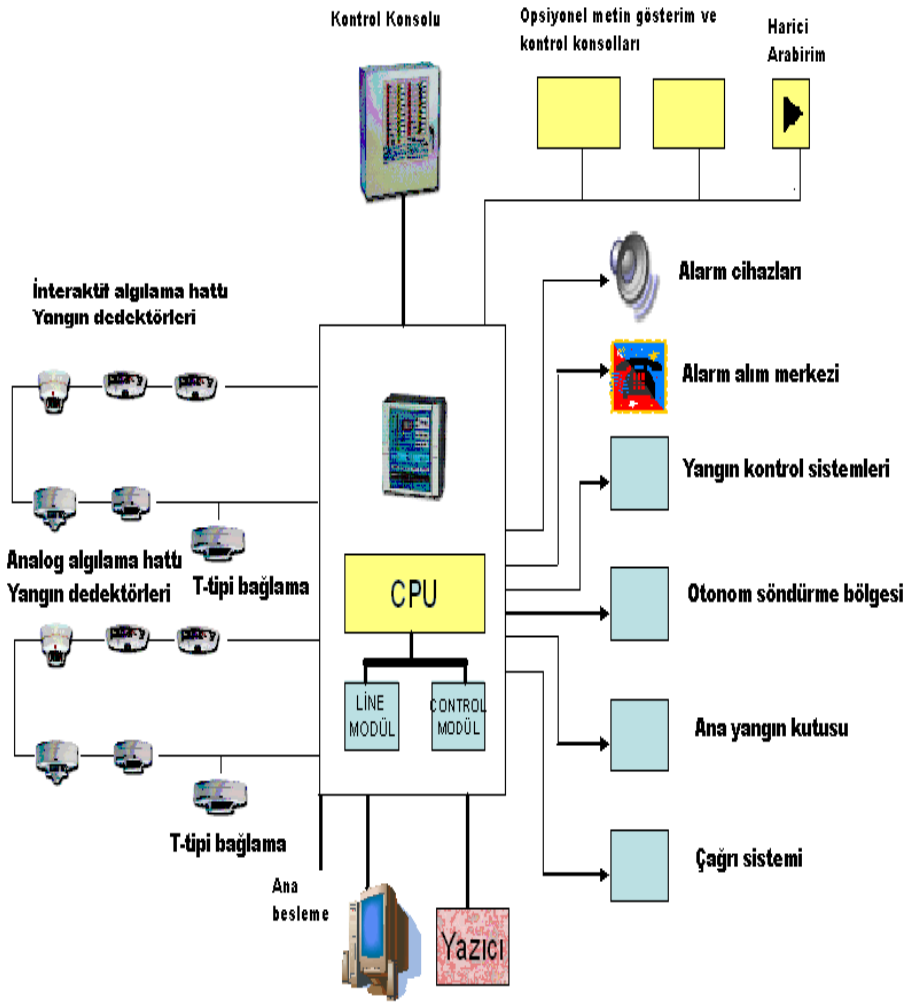 Kontrol Konsolu
Opsiyonel metin gösterim ve
kontrol konsolları
Harici
Arabirim
Alarm cihazları
İnteraktif algılama hattı
Yangın dedektörleri
Alarm alım merkezi
Yangın kontrol sistemleri
Analog algılama hattı
Yangın dedektörleri
T-tipi bağlama
CPU
Otonom söndürme bölgesi
LİNE
MODÜL
CONTROL
MODÜL
Ana yangın kutusu
T-tipi bağlama
Çağrı sistemi
Ana
besleme
Yazıcı